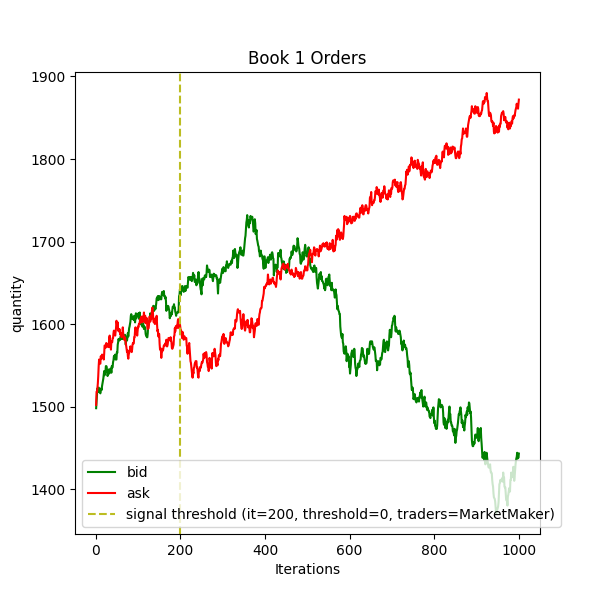 Book 1 Orders
1900
1800
1700
1600
1500
1400
quantity
0
200
400
600
800
1000
Iterations
bid
ask
signal threshold (it=200, threshold=0, traders=MarketMaker)